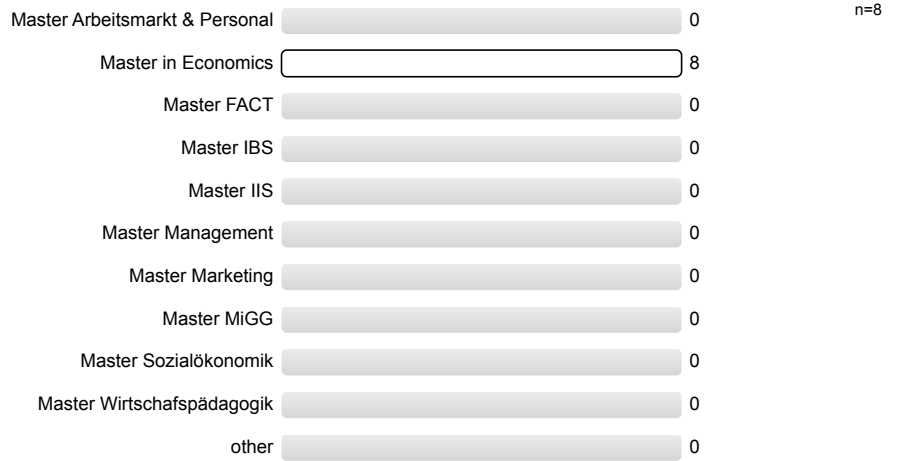 Master Arbeitsmarkt & Personal 0 n=8
Master in Economics 8
Master FACT 0
Master IBS 0
Master IIS 0
Master Management 0
Master Marketing 0
Master MiGG 0
Master Sozialökonomik 0
Master Wirtschafspädagogik 0
other 0